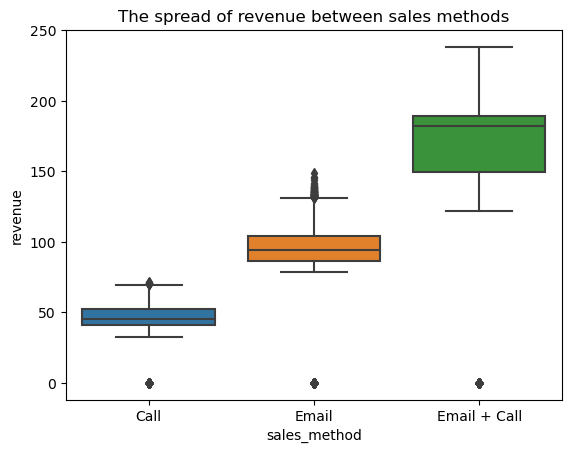 The spread of revenue between sales methods
250
200
150
100
50
0
revenue
Call
Email
Email + Call
sales_method